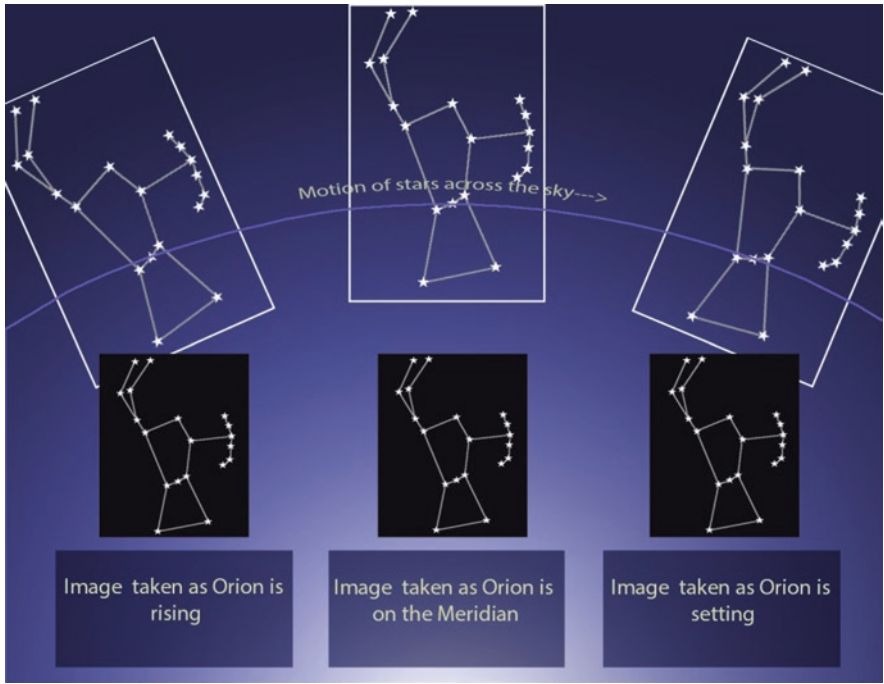 Motion of stars across the sky--->
Image taken as Orion is
rising
Image taken as Orion is
on the Meridian
Image taken as Orion is
setting